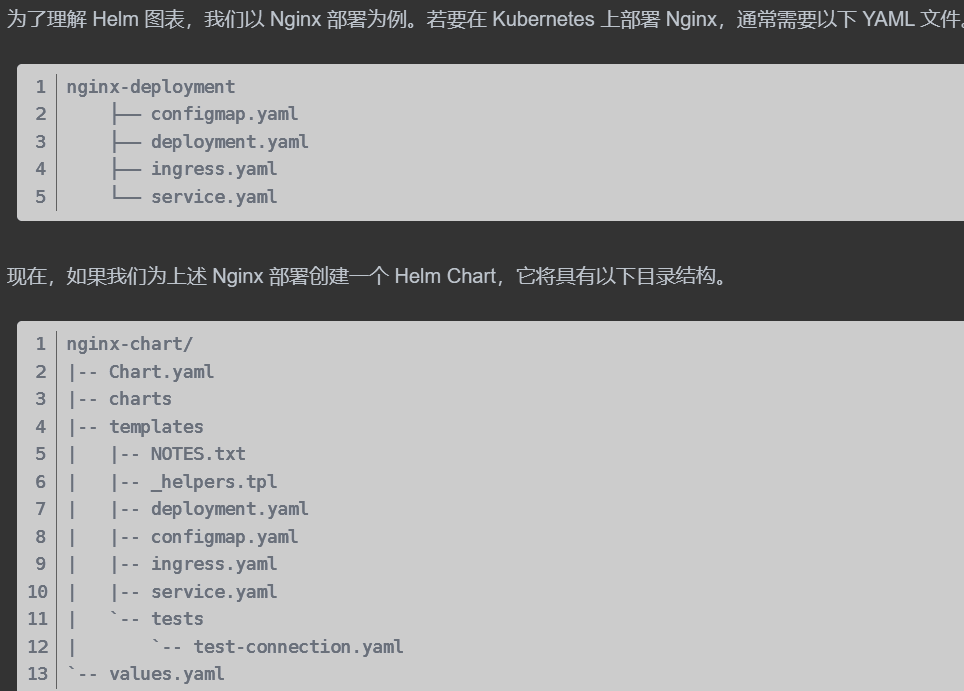 为了理解 Helm 图表，我们以 Nginx 部署为例。若要在 Kubernetes 上部署 Nginx，通常需要以下 YAML 文件。
1 nginx-deployment
2     ├── configmap.yaml
3     ├── deployment.yaml
4     ├── ingress.yaml
5     └── service.yaml
现在，如果我们为上述 Nginx 部署创建一个 Helm Chart，它将具有以下目录结构。
1 nginx-chart/
2 |-- Chart.yaml
3 |-- charts
4 |-- templates
5 |   |-- NOTES.txt
6 |   |-- _helpers.tpl
7 |   |-- deployment.yaml
8 |   |-- configmap.yaml
9 |   |-- ingress.yaml
10 |   |-- service.yaml
11 |   `-- tests
12 |       `-- test-connection.yaml
13 `-- values.yaml